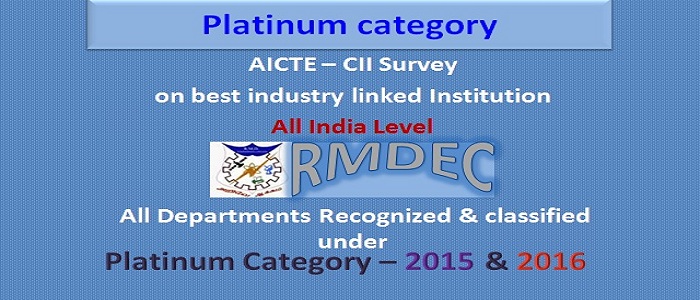 Platinum category
AICTE – CII Survey
on best industry linked Institution
All India Level
RMDEC
All Departments Recognized & classified
under
Platinum Category – 2015 & 2016